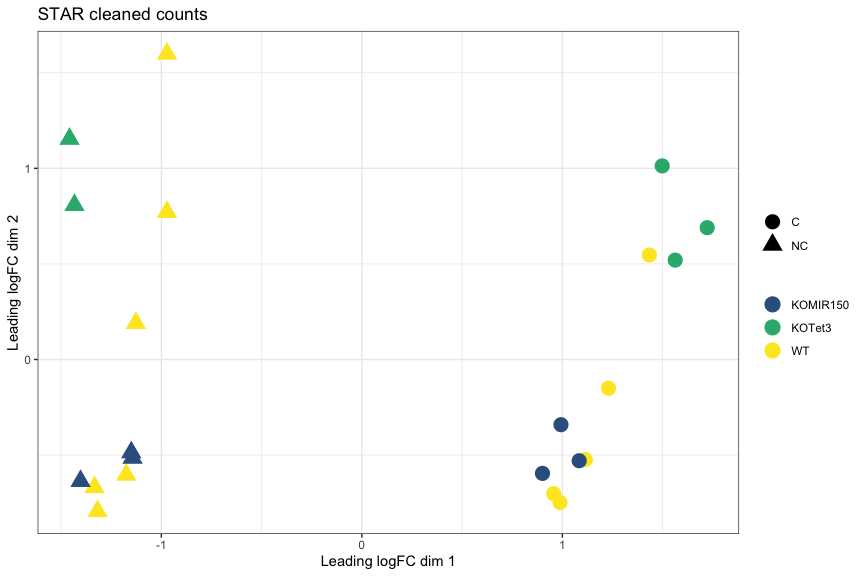 STAR cleaned counts
Leading logFC dim 2
1
0
-1
0
1
Leading logFC dim 1
C
NC
KOMIR150
KOTet3
WT